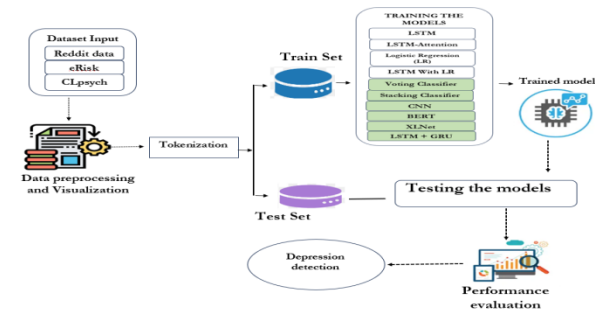 Dataset Input
Reddit data
eRisk
CLpsych
Data preprocessing
and Visualization
Tokenization
Train Set
Test Set
TRAINING THE
MODELS
LSTM
LSTM-Attention
Logistic Regression
(LR)
LSTM With LR
Voting Classifier
Stacking Classifier
CNN
BERT
XLNet
LSTM + GRU
Trained model
Testing the models
Performance
evaluation
Depression
detection